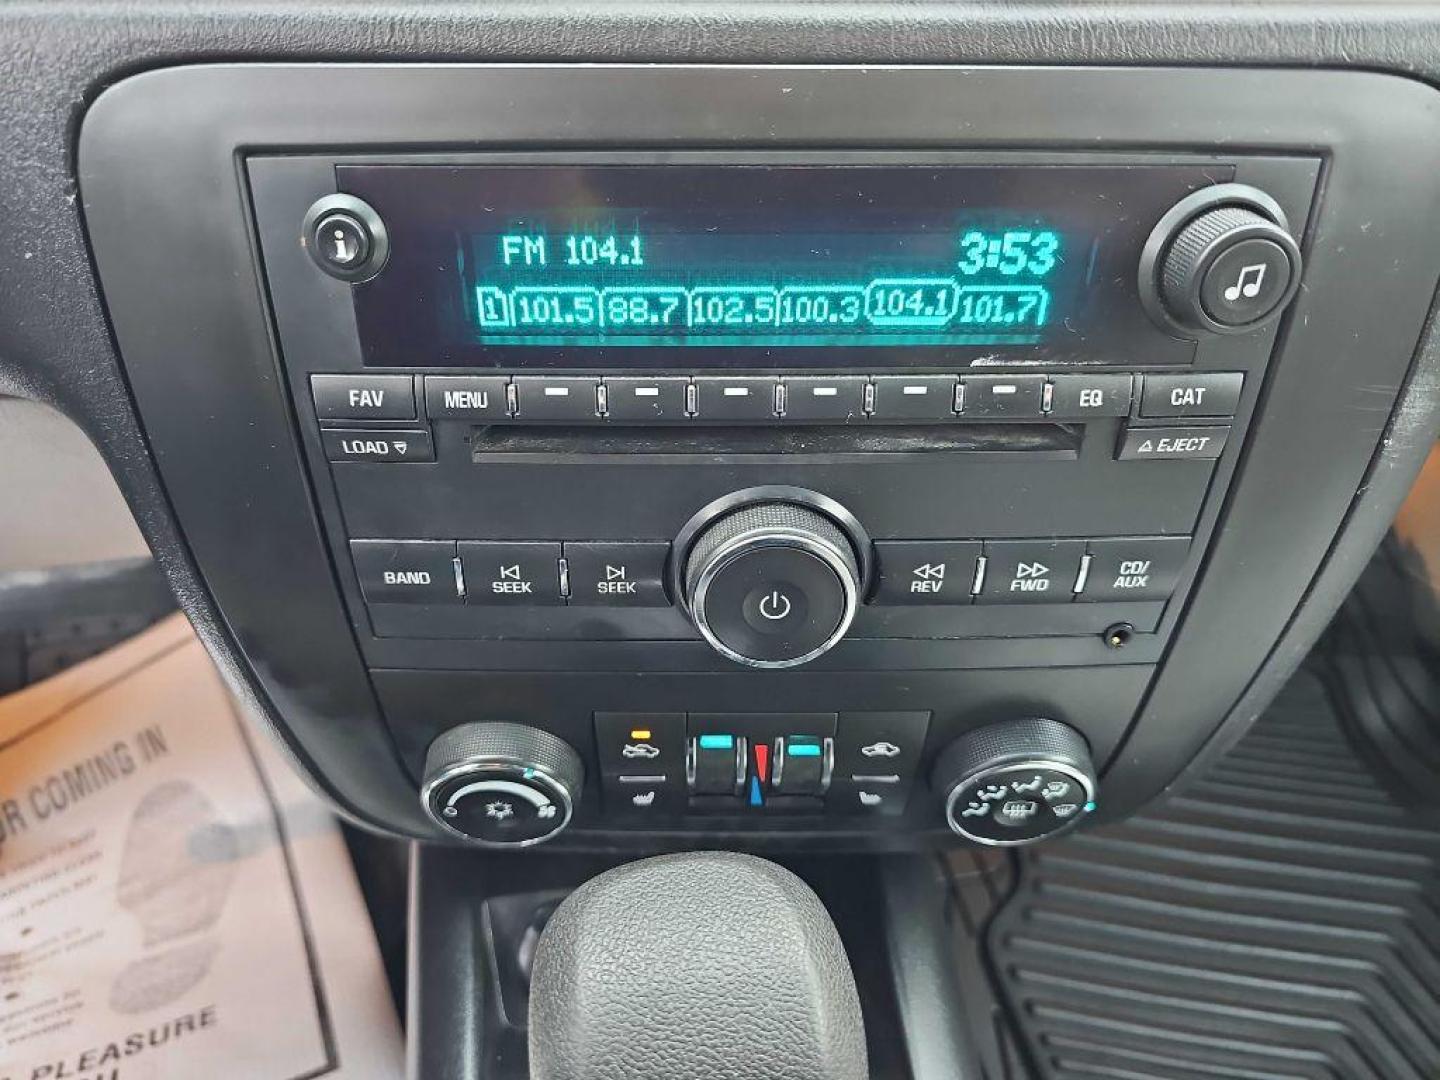 FM 104.1 3:53
1 101.5 88.7 102.5 100.3 104.1 101.7
FAV MENU EQ CAT
LOAD EJECT
BAND SEEK SEEK REV FWD CD/
AUX
OR COMING IN
PLEASURE